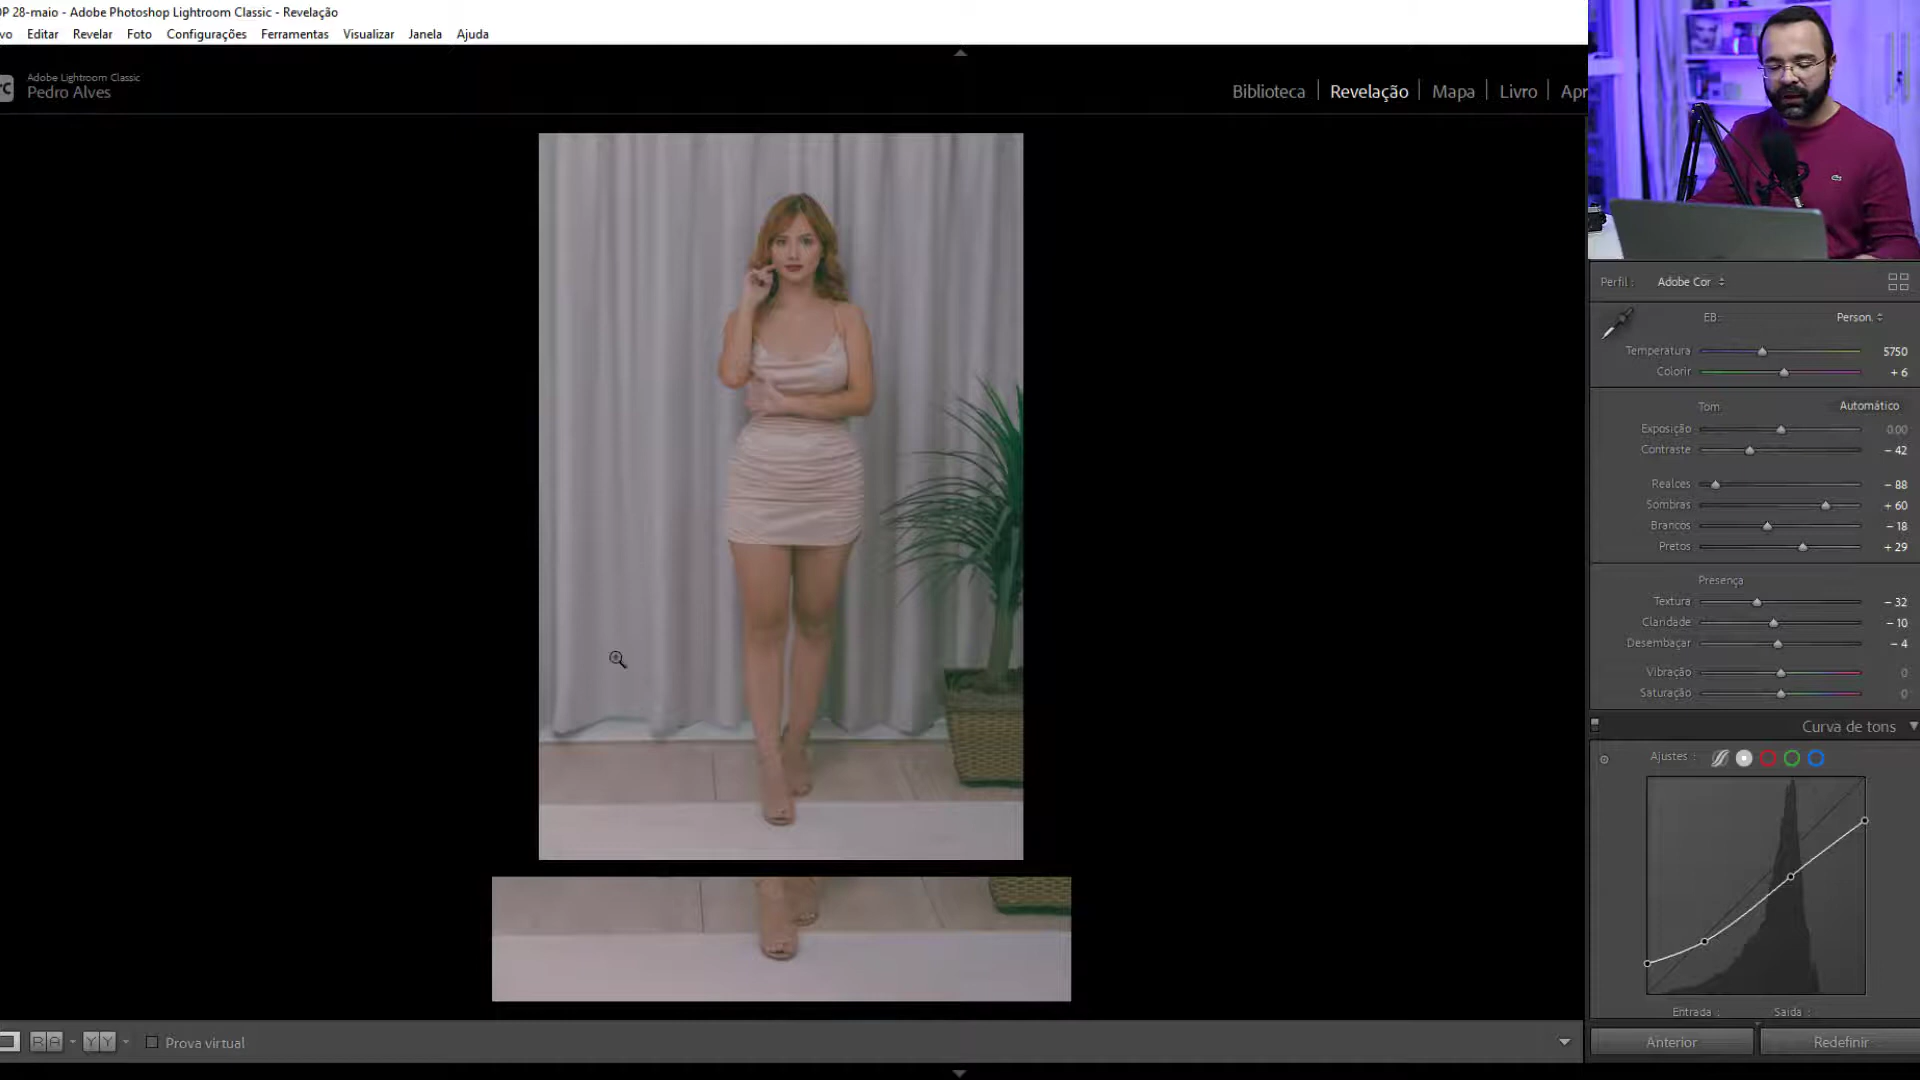 OP 28-maio - Adobe Photoshop Lightroom Classic - Revelação
vo Editar Revelar Foto Configurações Ferramentas Visualizar Janela Ajuda
rC
Adobe Lightroom Classic
Pedro Alves
Biblioteca | Revelação | Mapa | Livro | Apr
Perfil : Adobe Cor
EB: Person.
Temperatura 5750
Colorir + 6
Tom Automático
Exposição 0.00
Contraste − 42
Realces − 88
Sombras + 60
Brancos − 18
Pretos + 29
Presença
Textura − 32
Claridade − 10
Desembaçar − 4
Vibração 0
Saturação 0
Curva de tons
Ajustes :
Entrada : Saída :
R A Y Y Prova virtual
Anterior Redefinir